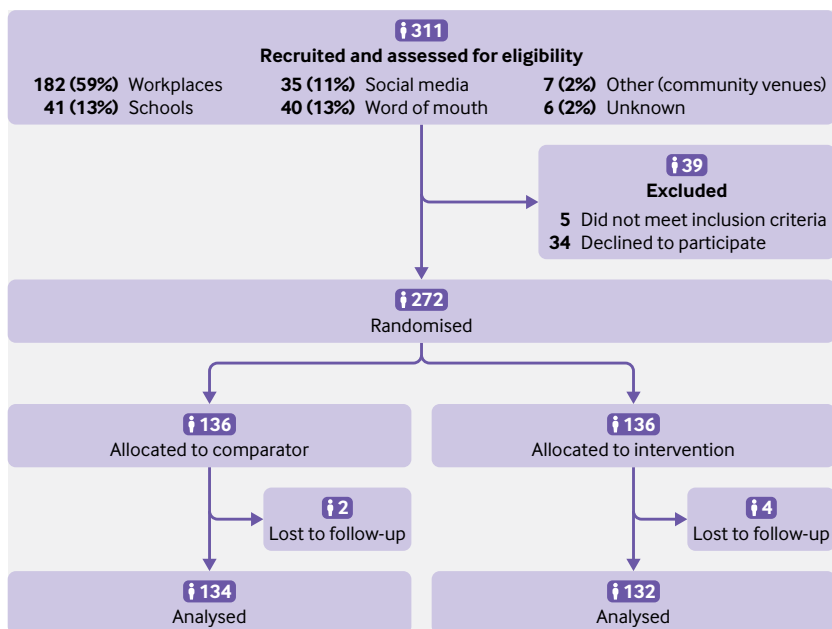 311
Recruited and assessed for eligibility
182 (59%) Workplaces 35 (11%) Social media 7 (2%) Other (community venues)
41 (13%) Schools 40 (13%) Word of mouth 6 (2%) Unknown
39
Excluded
5 Did not meet inclusion criteria
34 Declined to participate
272
Randomised
136
Allocated to comparator
136
Allocated to intervention
2
Lost to follow-up
4
Lost to follow-up
134
Analysed
132
Analysed